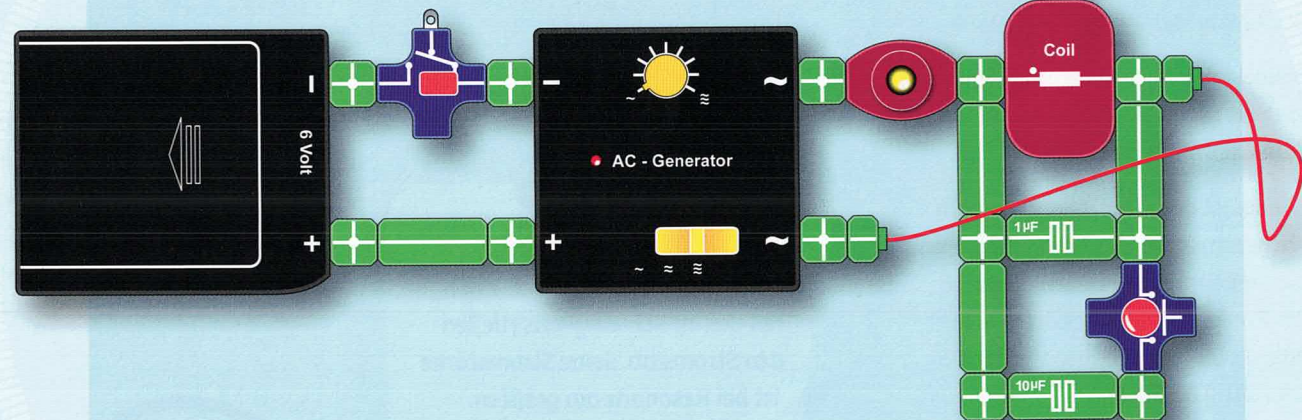 6 Volt
−
+
−
+
~
≈
≋
AC - Generator
~ ≈ ≋
~
~
Coil
1µF
10µF